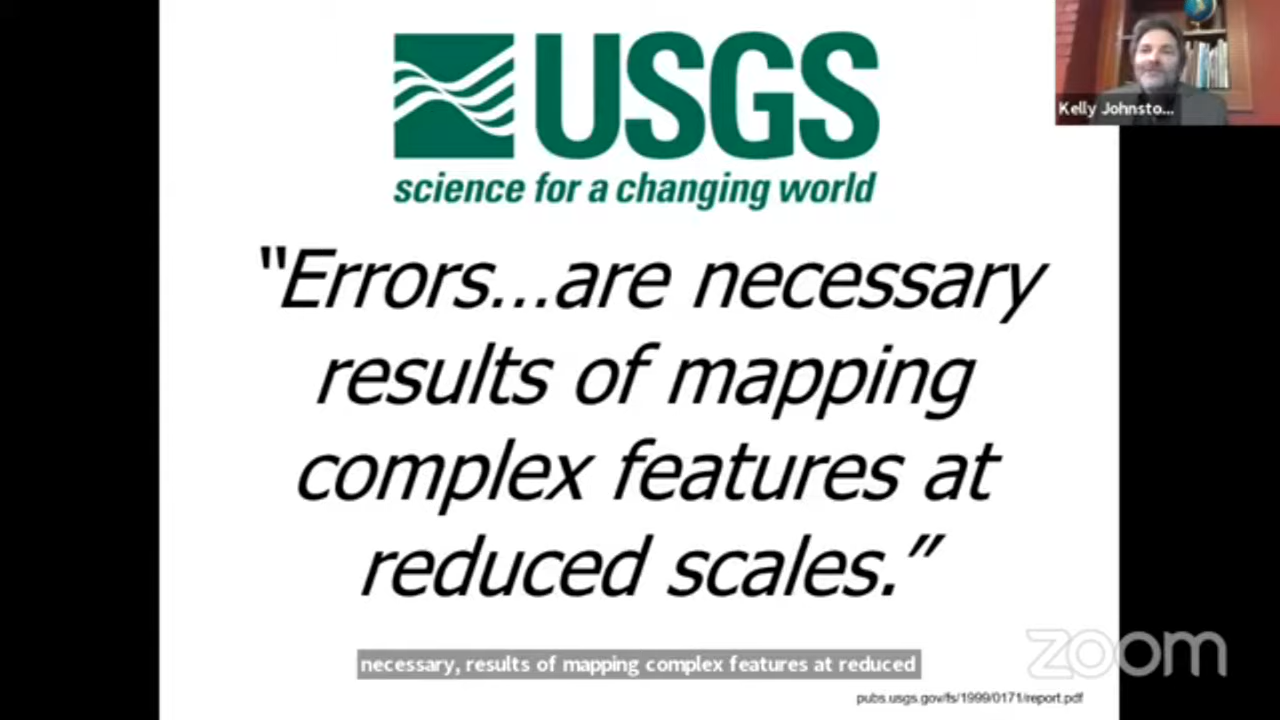 USGS
science for a changing world
Kelly Johnsto...
“Errors...are necessary
results of mapping
complex features at
reduced scales.”
necessary, results of mapping complex features at reduced
zoom
pubs.usgs.gov/fs/1999/0171/report.pdf